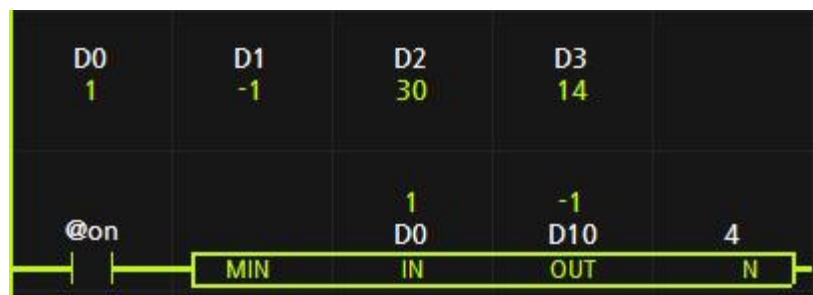 D0 D1 D2 D3
1 -1 30 14
1 -1
@on D0 D10 4
MIN IN OUT N